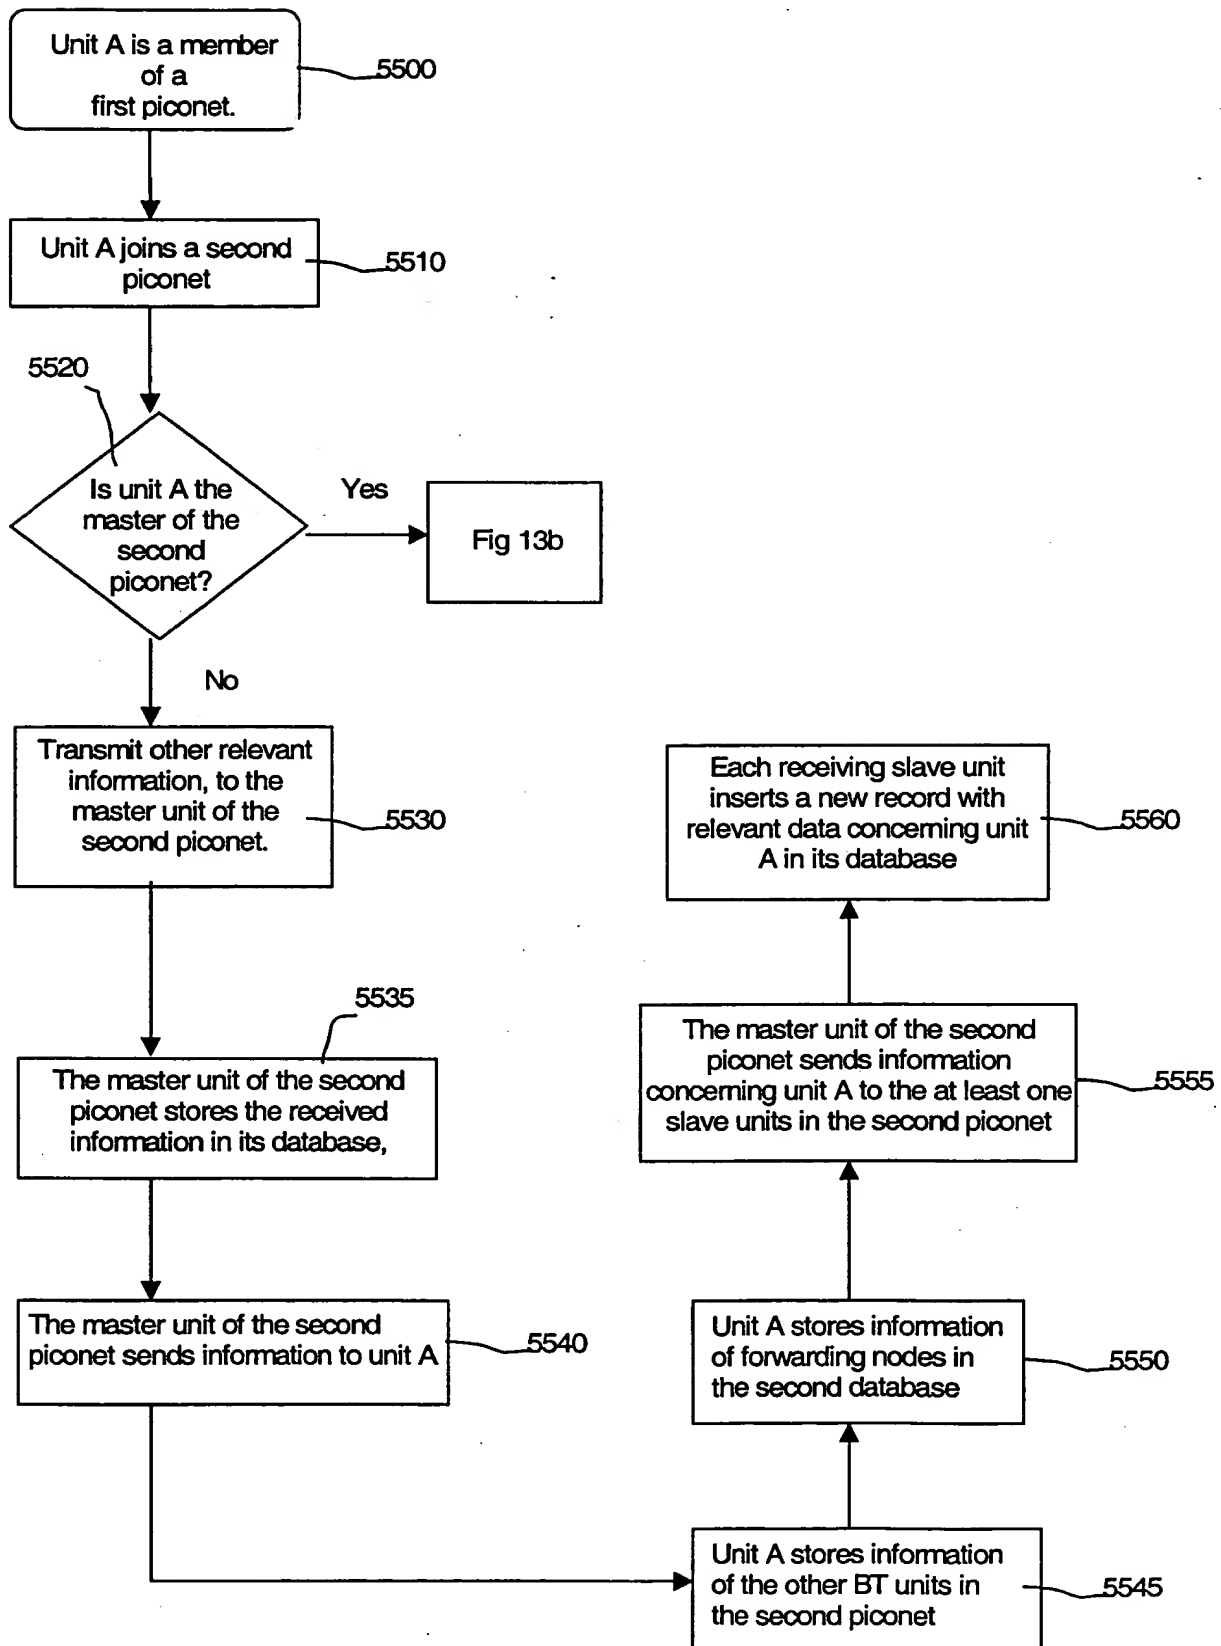 Unit A is a member
of a
first piconet.
5500
Unit A joins a second
piconet
5510
5520
Is unit A the
master of the
second
piconet?
Yes
Fig 13b
No
Transmit other relevant
information, to the
master unit of the
second piconet.
5530
5535
The master unit of the second
piconet stores the received
information in its database,
The master unit of the second
piconet sends information to unit A
5540
Unit A stores information
of the other BT units in
the second piconet
5545
Unit A stores information
of forwarding nodes in
the second database
5550
The master unit of the second
piconet sends information
concerning unit A to the at least one
slave units in the second piconet
5555
Each receiving slave unit
inserts a new record with
relevant data concerning unit
A in its database
5560